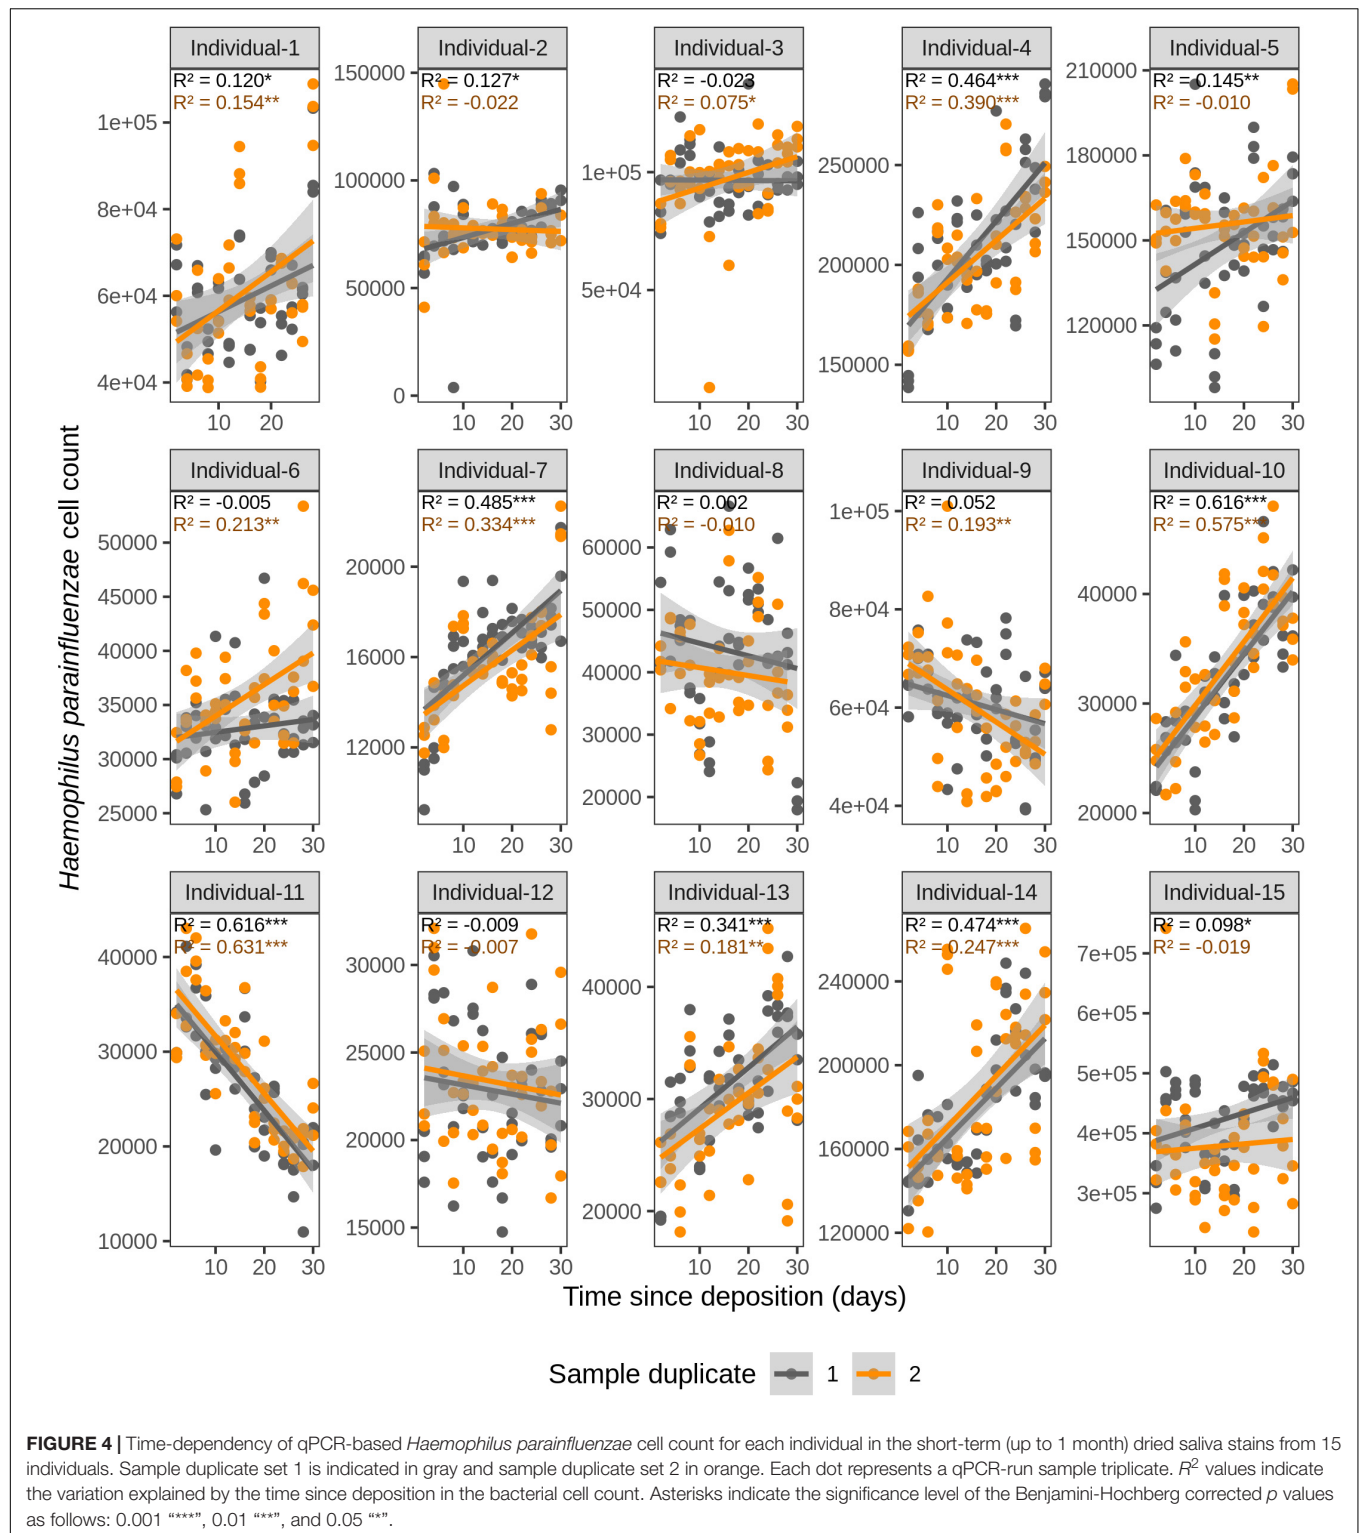 Individual-1 Individual-2 Individual-3 Individual-4 Individual-5
R² = 0.120* R² = 0.127* R² = -0.023 R² = 0.464*** R² = 0.145**
R² = 0.154** R² = -0.022 R² = 0.075* R² = 0.390*** R² = -0.010
1e+05
8e+04
6e+04
4e+04
150000
100000
50000
0
1e+05
5e+04
250000
200000
150000
210000
180000
150000
120000
10 20 10 20 30 10 20 30 10 20 30 10 20 30
Individual-6 Individual-7 Individual-8 Individual-9 Individual-10
R² = -0.005 R² = 0.485*** R² = 0.002 R² = 0.052 R² = 0.616***
R² = 0.213** R² = 0.334*** R² = -0.010 R² = 0.193** R² = 0.575***
50000
45000
40000
35000
30000
25000
20000
16000
12000
60000
50000
40000
30000
20000
1e+05
8e+04
6e+04
4e+04
40000
30000
20000
10 20 30 10 20 30 10 20 30 10 20 30 10 20 30
Individual-11 Individual-12 Individual-13 Individual-14 Individual-15
R² = 0.616*** R² = -0.009 R² = 0.341*** R² = 0.474*** R² = 0.098*
R² = 0.631*** R² = -0.007 R² = 0.181** R² = 0.247*** R² = -0.019
40000
30000
20000
10000
30000
25000
20000
15000
40000
30000
20000
240000
200000
160000
120000
7e+05
6e+05
5e+05
4e+05
3e+05
10 20 30 10 20 30 10 20 30 10 20 30 10 20 30
Haemophilus parainfluenzae cell count
Time since deposition (days)
Sample duplicate 1 2
FIGURE 4 | Time-dependency of qPCR-based Haemophilus parainfluenzae cell count for each individual in the short-term (up to 1 month) dried saliva stains from 15
individuals. Sample duplicate set 1 is indicated in gray and sample duplicate set 2 in orange. Each dot represents a qPCR-run sample triplicate. R² values indicate
the variation explained by the time since deposition in the bacterial cell count. Asterisks indicate the significance level of the Benjamini-Hochberg corrected p values
as follows: 0.001 “***”, 0.01 “**”, and 0.05 “*”.